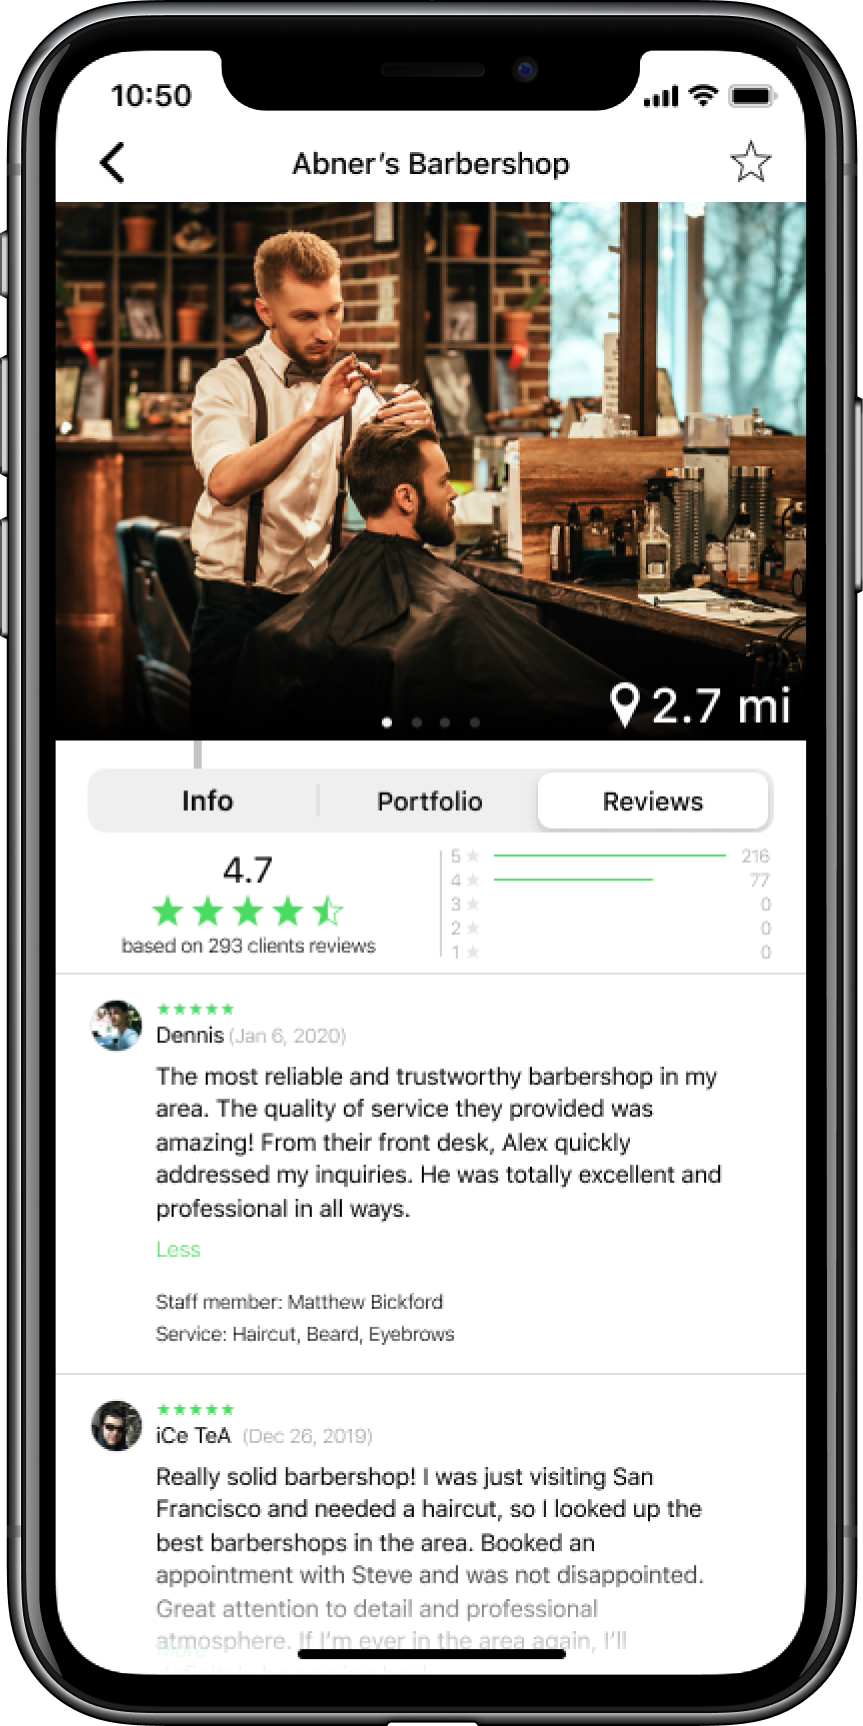 10:50
Abner's Barbershop
2.7 mi
Info
Portfolio
Reviews
4.7
based on 293 clients reviews
5 216
4 77
3 0
2 0
1 0
Dennis (Jan 6, 2020)
The most reliable and trustworthy barbershop in my
area. The quality of service they provided was
amazing! From their front desk, Alex quickly
addressed my inquiries. He was totally excellent and
professional in all ways.
Less
Staff member: Matthew Bickford
Service: Haircut, Beard, Eyebrows
iCe TeA (Dec 26, 2019)
Really solid barbershop! I was just visiting San
Francisco and needed a haircut, so I looked up the
best barbershops in the area. Booked an
appointment with Steve and was not disappointed.
Great attention to detail and professional
atmosphere. If I'm ever in the area again, I'll
More